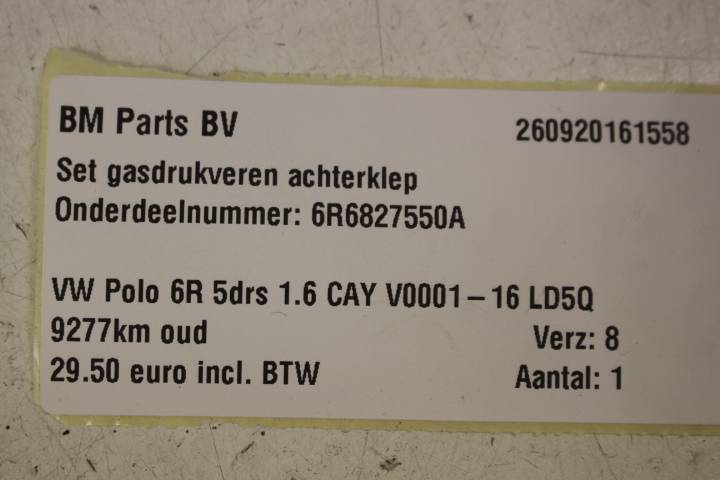 BM Parts BV 260920161558
Set gasdrukveren achterklep
Onderdeelnummer: 6R6827550A
VW Polo 6R 5drs 1.6 CAY V0001-16 LD5Q
9277km oud Verz: 8
29.50 euro incl. BTW Aantal: 1